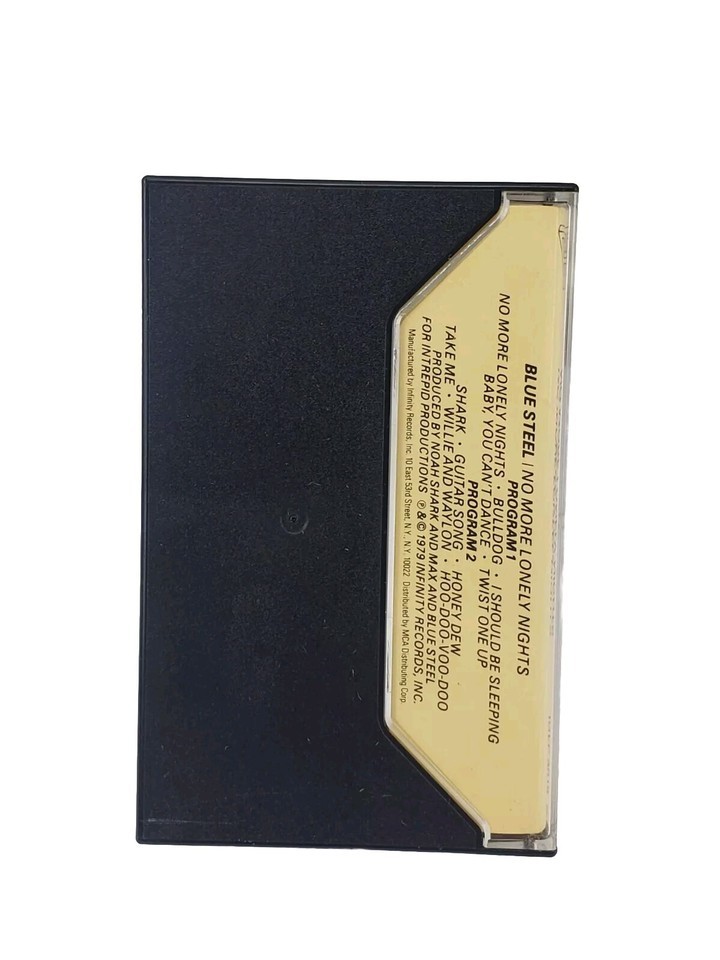 BLUE STEEL | NO MORE LONELY NIGHTS
PROGRAM 1
NO MORE LONELY NIGHTS • BULLDOG • I SHOULD BE SLEEPING
BABY, YOU CAN'T DANCE • TWIST ONE UP
PROGRAM 2
SHARK • GUITAR SONG • HONEY DEW
TAKE ME • WILLIE AND WAYLON • HOO-DOO-VOO-DOO
PRODUCED BY NOAH SHARK AND MAX AND BLUE STEEL
FOR INTREPID PRODUCTIONS ℗ & © 1979 INFINITY RECORDS, INC.
Manufactured by Infinity Records, Inc. 10 East 53rd Street, N.Y., N.Y. 10022 Distributed by MCA Distributing Corp.